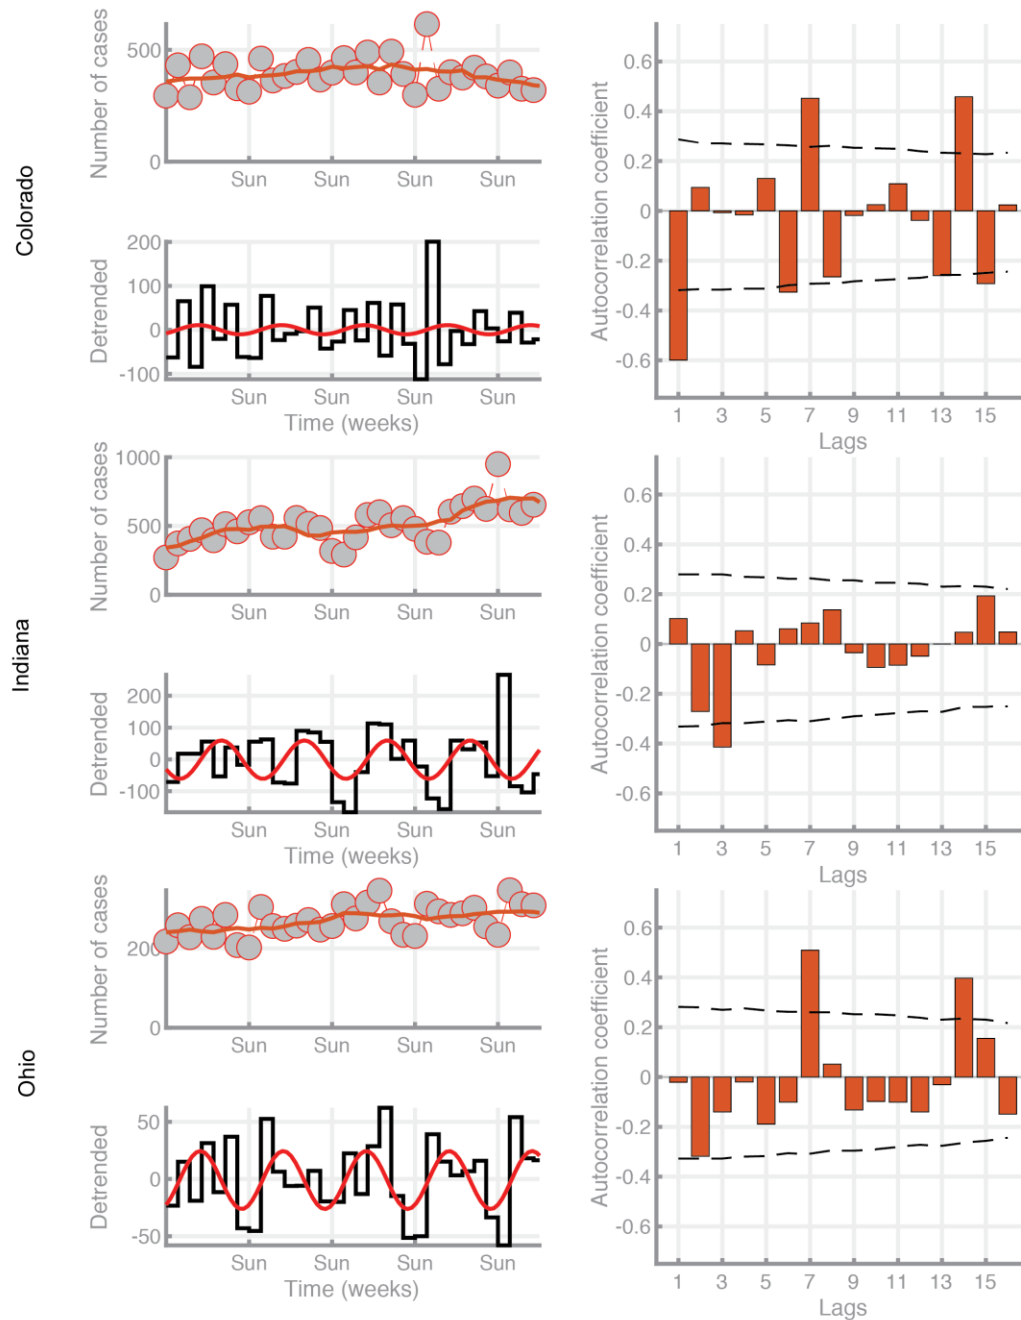 Colorado
Number of cases
500
0
Sun Sun Sun Sun
Detrended
200
100
0
-100
Sun Sun Sun Sun
Time (weeks)
Autocorrelation coefficient
0.6
0.4
0.2
0
-0.2
-0.4
-0.6
1 3 5 7 9 11 13 15
Lags
Indiana
Number of cases
1000
500
0
Sun Sun Sun Sun
Detrended
200
100
0
-100
Sun Sun Sun Sun
Time (weeks)
Autocorrelation coefficient
0.6
0.4
0.2
0
-0.2
-0.4
-0.6
1 3 5 7 9 11 13 15
Lags
Ohio
Number of cases
200
0
Sun Sun Sun Sun
Detrended
50
0
-50
Sun Sun Sun Sun
Time (weeks)
Autocorrelation coefficient
0.6
0.4
0.2
0
-0.2
-0.4
-0.6
1 3 5 7 9 11 13 15
Lags